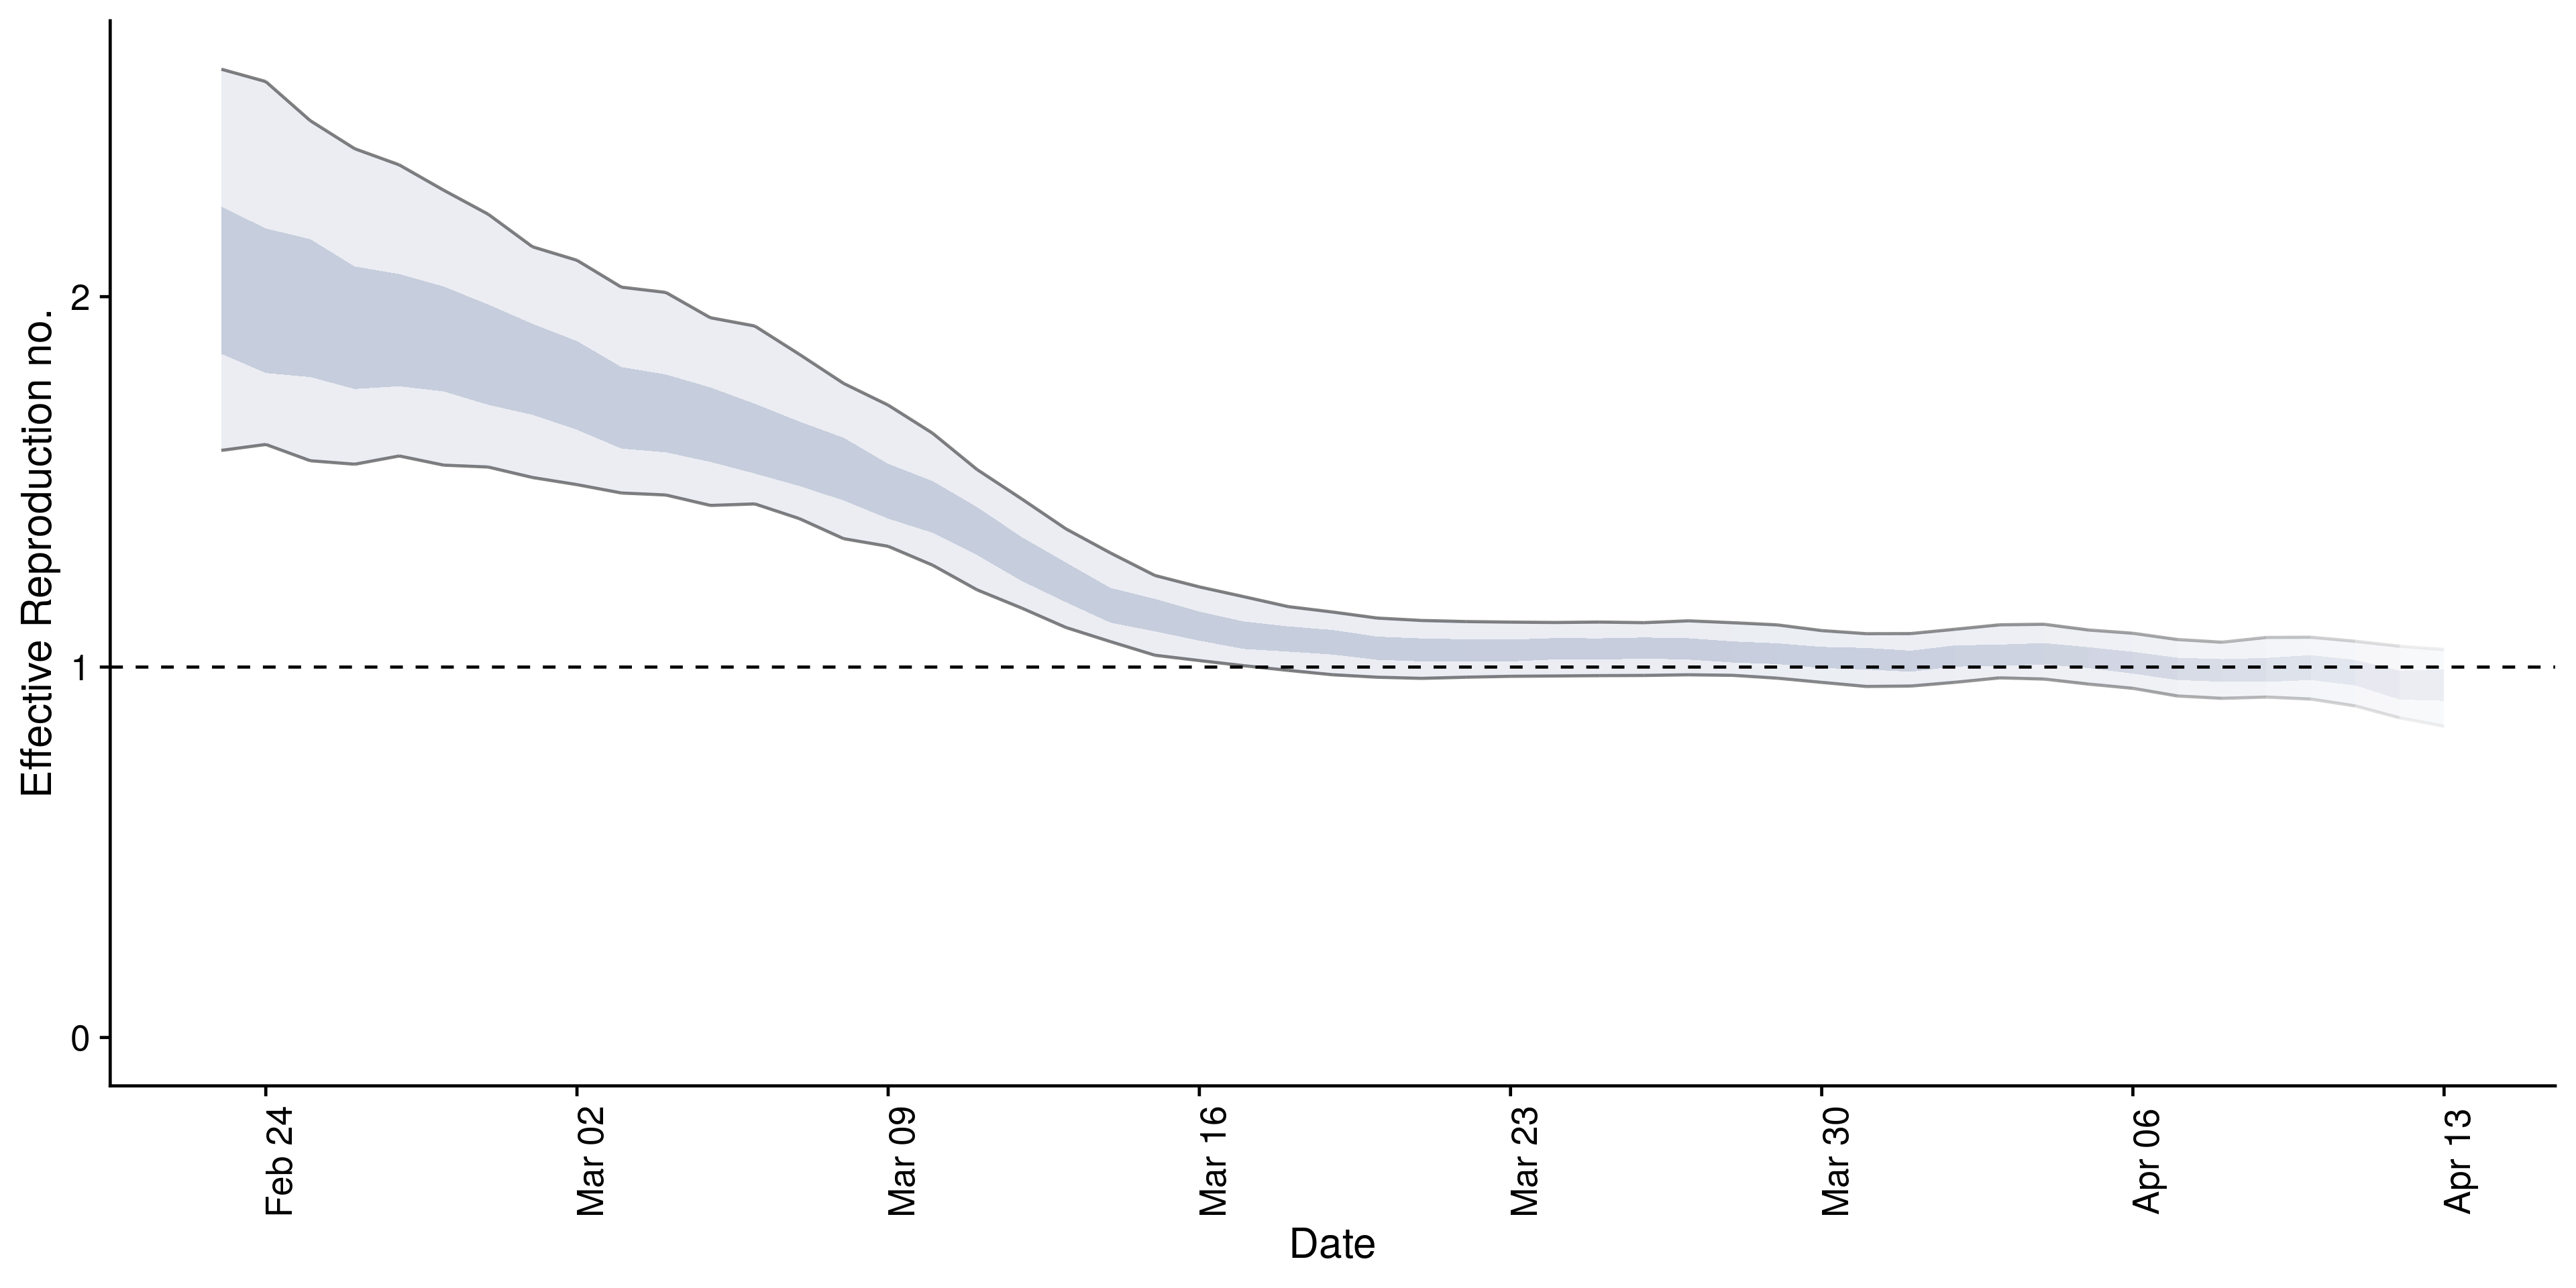 Effective Reproduction no.
2
1
0
Feb 24
Mar 02
Mar 09
Mar 16
Mar 23
Mar 30
Apr 06
Apr 13
Date